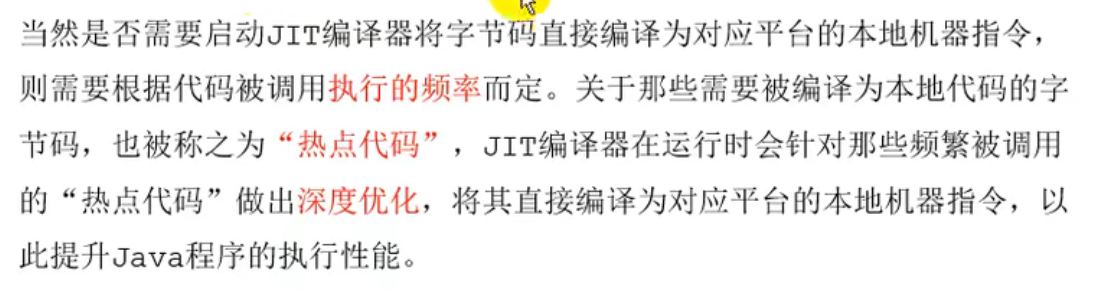 当然是否需要启动JIT编译器将字节码直接编译为对应平台的本地机器指令，
则需要根据代码被调用执行的频率而定。关于那些需要被编译为本地代码的字
节码，也被称之为“热点代码”，JIT编译器在运行时会针对那些频繁被调用
的“热点代码”做出深度优化，将其直接编译为对应平台的本地机器指令，以
此提升Java程序的执行性能。